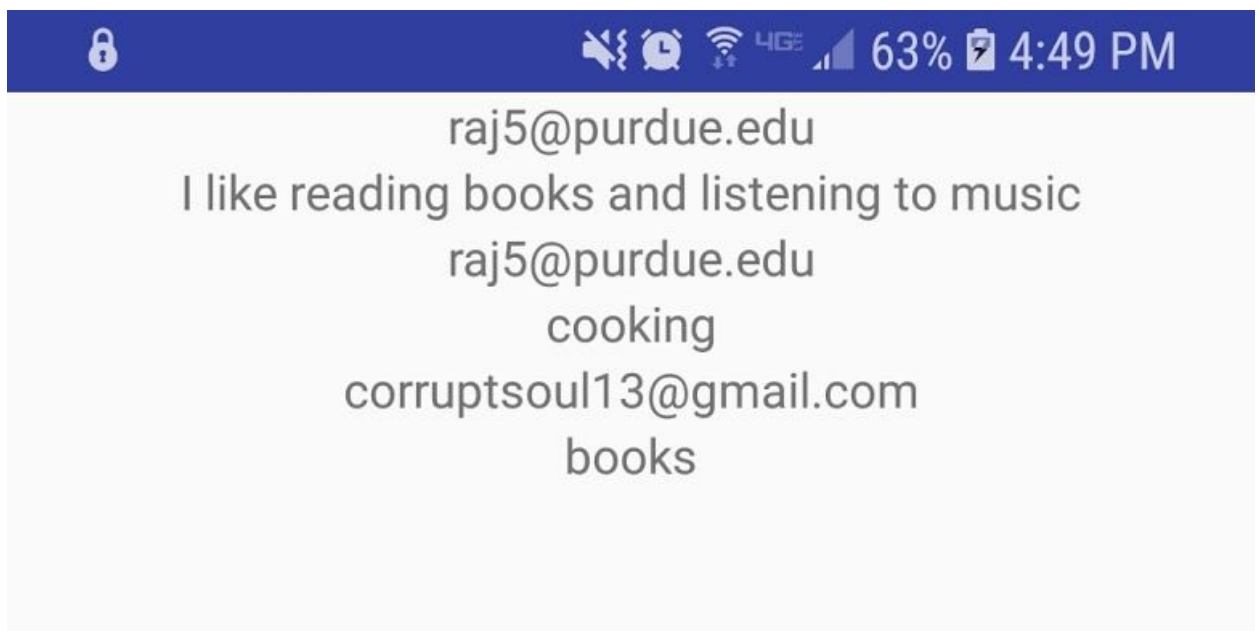 4GE 63% 4:49 PM
raj5@purdue.edu
I like reading books and listening to music
raj5@purdue.edu
cooking
corruptsoul13@gmail.com
books